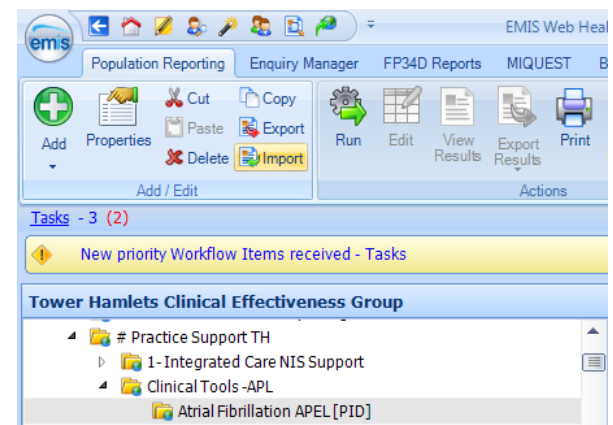 emis
EMIS Web Heal
Population Reporting Enquiry Manager FP34D Reports MIQUEST B
Add
Properties
Cut
Paste
Delete
Copy
Export
Import
Run
Edit
View
Results
Export
Results
Print
Add / Edit
Actions
Tasks - 3 (2)
New priority Workflow Items received - Tasks
Tower Hamlets Clinical Effectiveness Group
# Practice Support TH
1- Integrated Care NIS Support
Clinical Tools -APL
Atrial Fibrillation APEL [PID]